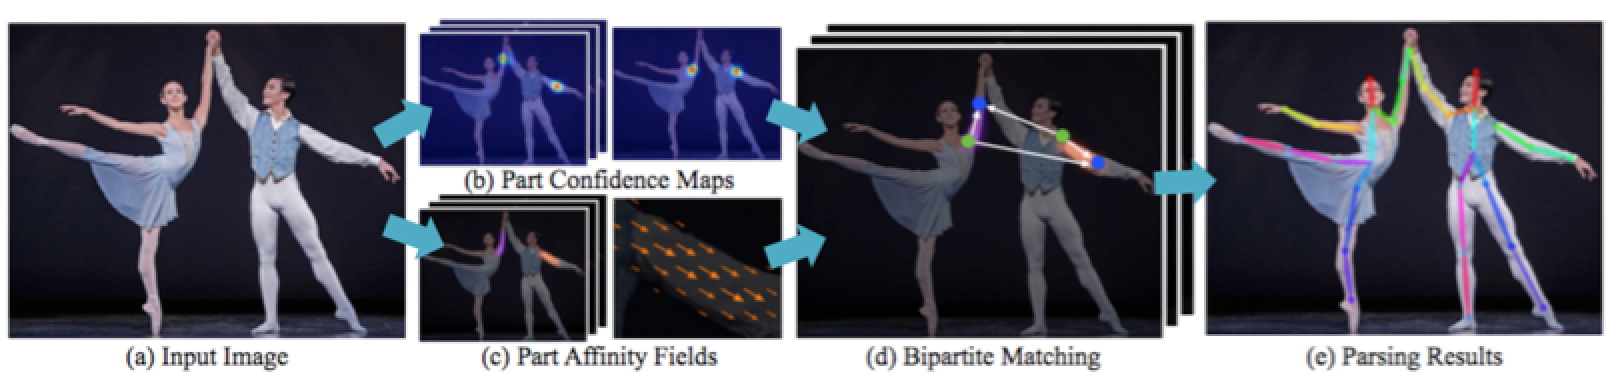 (a) Input Image
(b) Part Confidence Maps
(c) Part Affinity Fields
(d) Bipartite Matching
(e) Parsing Results